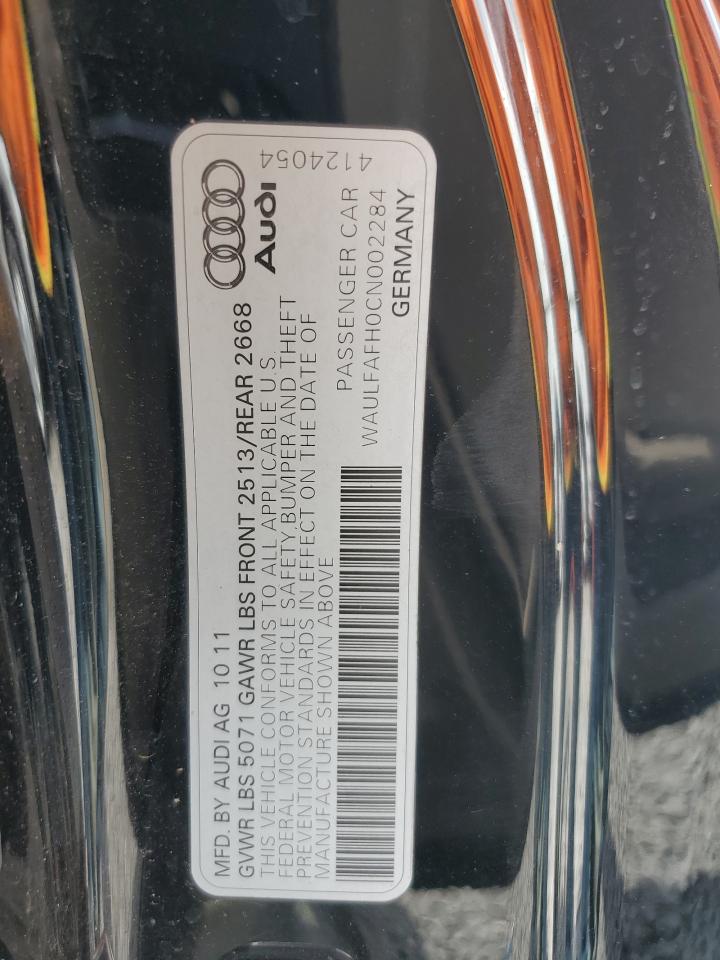 MFD. BY AUDI AG 10 11
GVWR LBS 5071 GAWR LBS FRONT 2513/REAR 2668
THIS VEHICLE CONFORMS TO ALL APPLICABLE U.S.
FEDERAL MOTOR VEHICLE SAFETY,BUMPER AND THEFT
PREVENTION STANDARDS IN EFFECT ON THE DATE OF
MANUFACTURE SHOWN ABOVE
Audi
PASSENGER CAR
WAULFAFH0CN002284
GERMANY
4124054